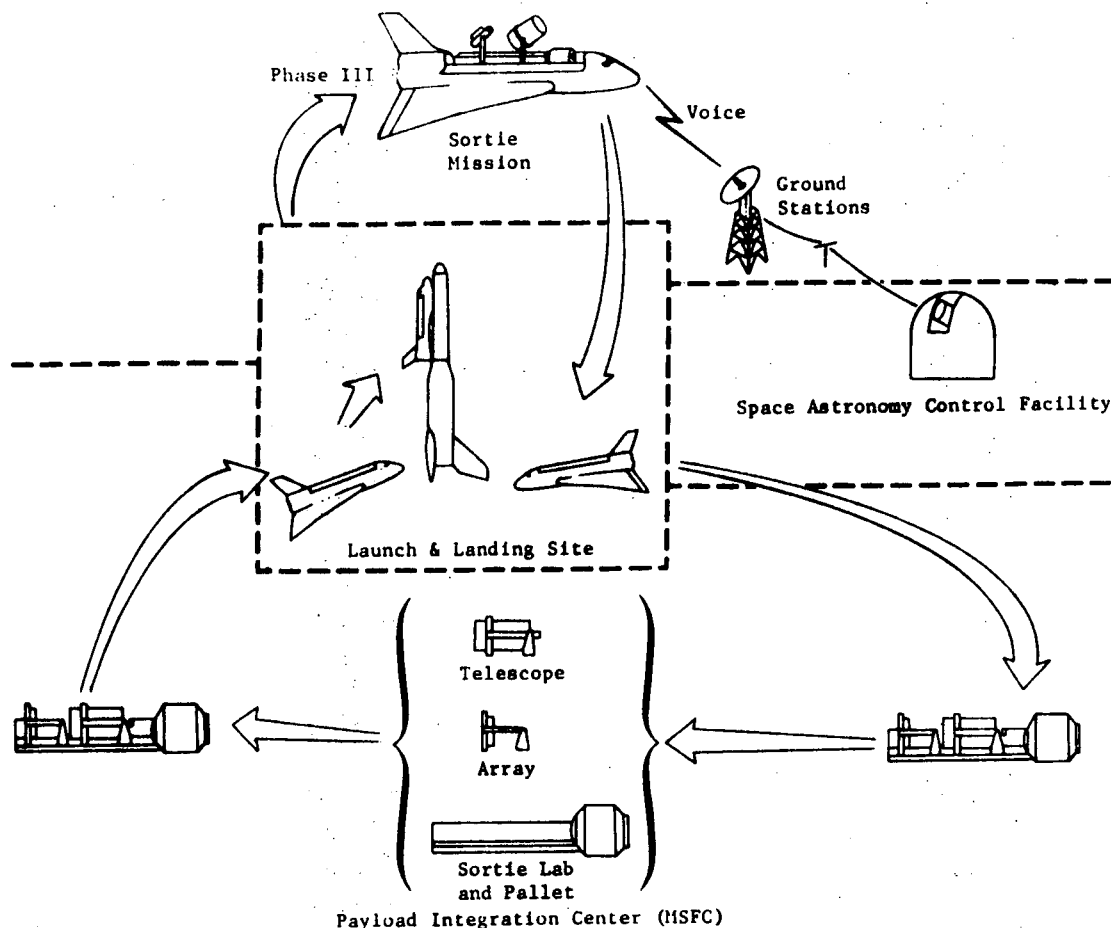 Phase III
Voice
Sortie
Mission
Ground
Stations
Space Astronomy Control Facility
Launch & Landing Site
Telescope
Array
Sortie Lab
and Pallet
Payload Integration Center (MSFC)